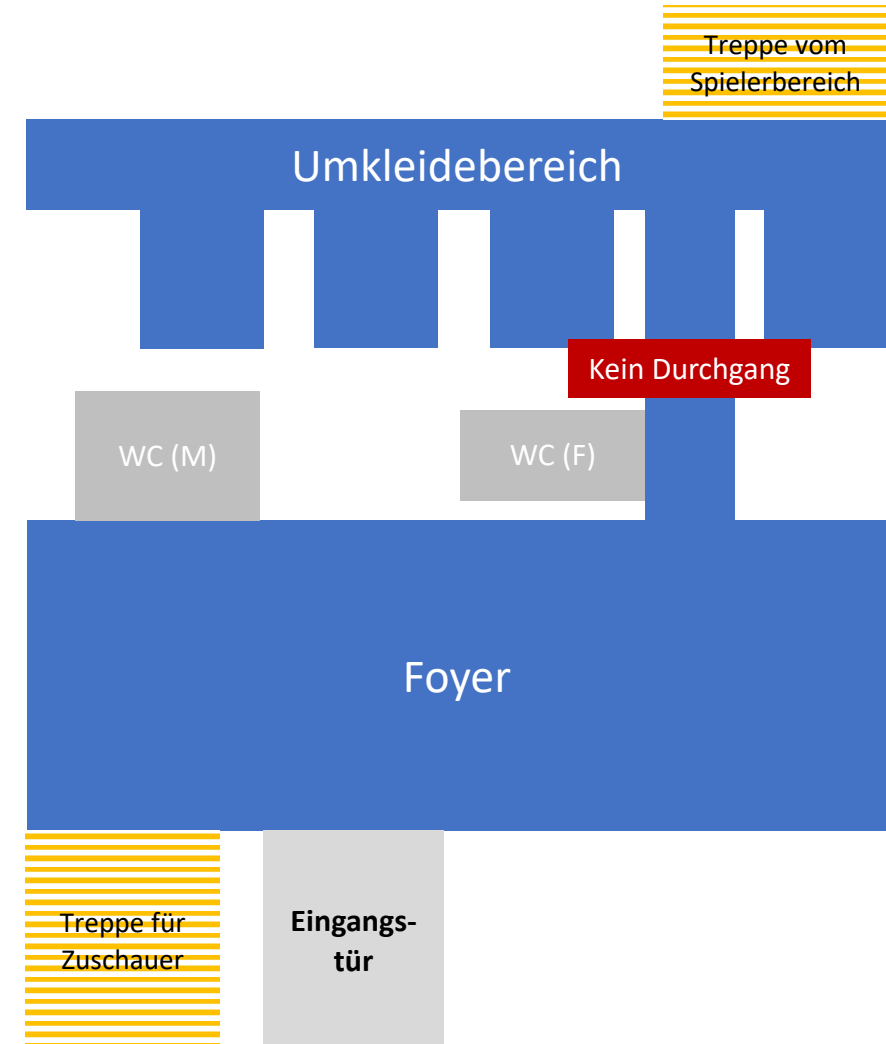 Treppe vom
Spielerbereich
Umkleidebereich
Kein Durchgang
WC (M)
WC (F)
Foyer
Treppe für
Zuschauer
Eingangs-
tür